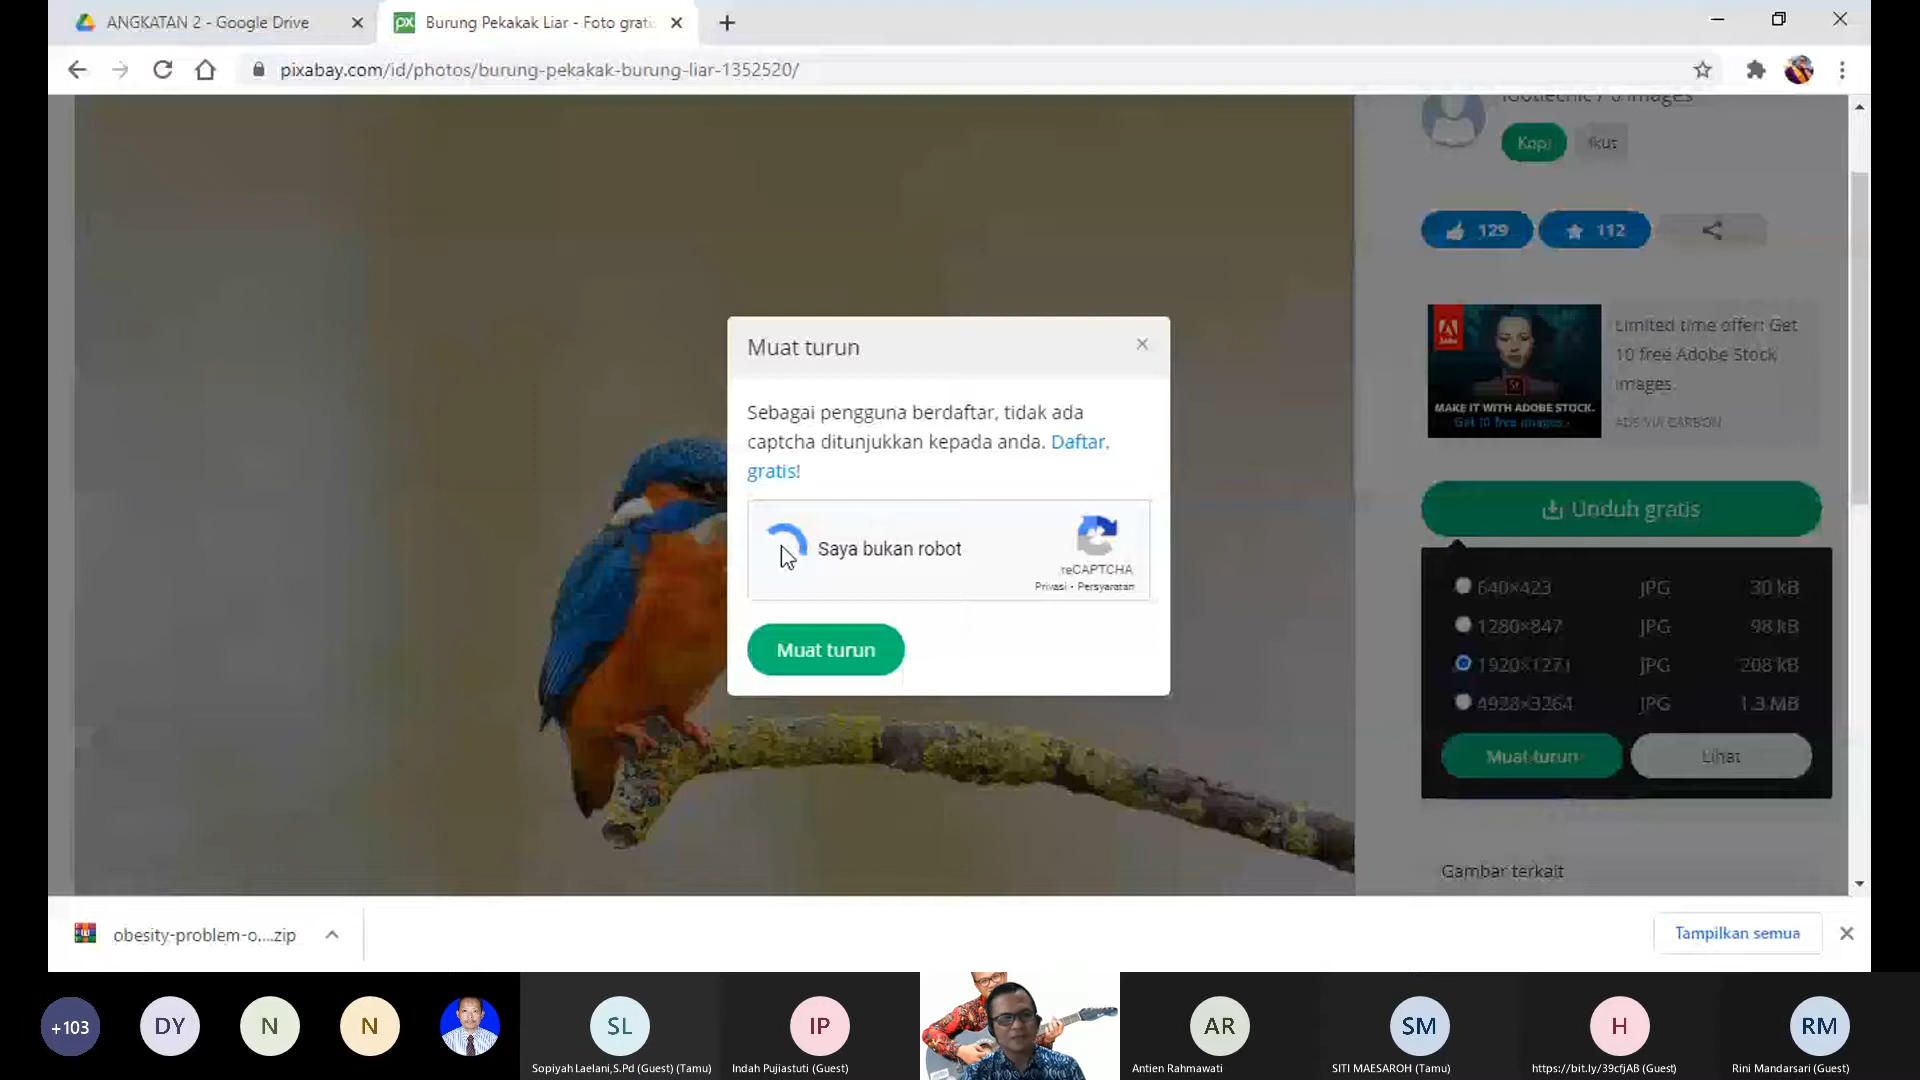 ANGKATAN 2 - Google Drive
px
Burung Pekakak Liar - Foto grati
pixabay.com/id/photos/burung-pekakak-burung-liar-1352520/
Kopi
Ikut
129
112
Limited time offer: Get
10 free Adobe Stock
images.
MAKE IT WITH ADOBE STOCK.
Get 10 free images
ADS VIA CARBON
Muat turun
Sebagai pengguna berdaftar, tidak ada
captcha ditunjukkan kepada anda. Daftar,
gratis!
Saya bukan robot
reCAPTCHA
Privasi - Persyaratan
Muat turun
Unduh gratis
640×423 JPG 30 kB
1280×847 JPG 98 kB
1920×1271 JPG 208 kB
4928×3264 JPG 1.3 MB
Muat turun
Lihat
Gambar terkait
obesity-problem-o....zip
Tampilkan semua
+103
DY
N
N
SL
Sopiyah Laelani,S.Pd (Guest) (Tamu)
IP
Indah Pujiastuti (Guest)
AR
Antien Rahmawati
SM
SITI MAESAROH (Tamu)
H
https://bit.ly/39cfjAB (Guest)
RM
Rini Mandarsari (Guest)